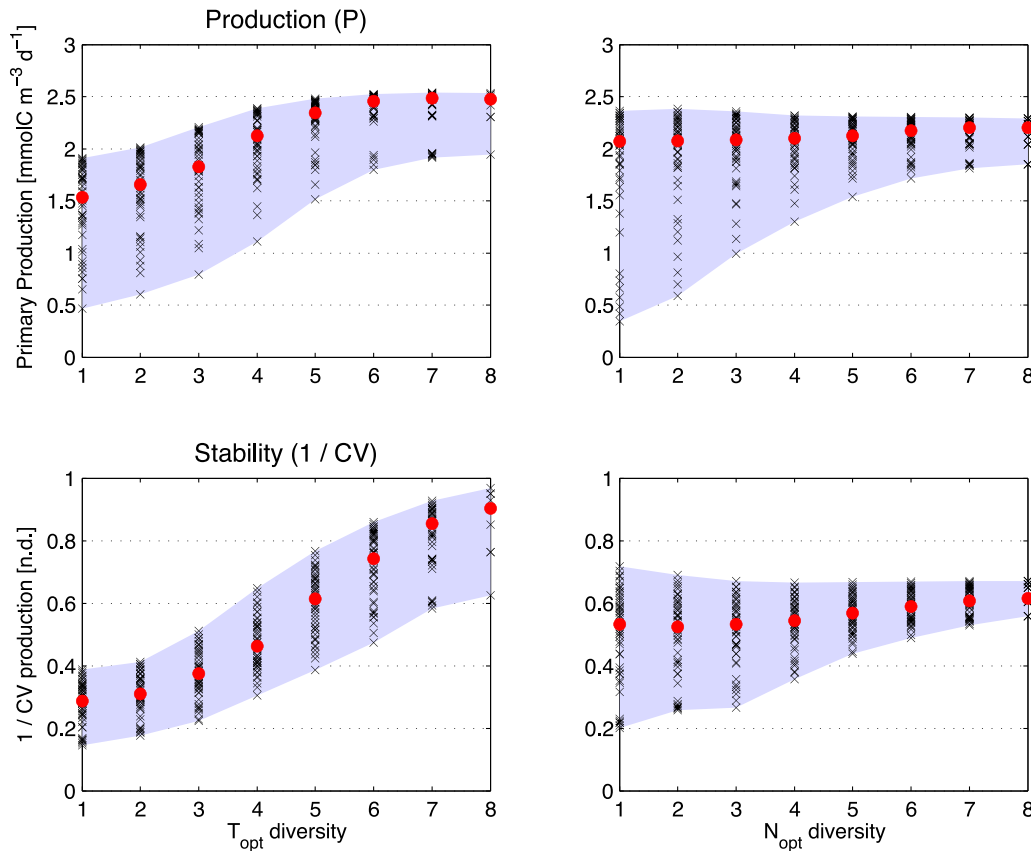 Production (P)
Primary Production [mmolC m⁻³ d⁻¹]
3
2.5
2
1.5
1
0.5
0
1 2 3 4 5 6 7 8
3
2.5
2
1.5
1
0.5
0
1 2 3 4 5 6 7 8
Stability (1 / CV)
1 / CV production [n.d.]
1
0.8
0.6
0.4
0.2
0
1 2 3 4 5 6 7 8
T_opt diversity
1
0.8
0.6
0.4
0.2
0
1 2 3 4 5 6 7 8
N_opt diversity